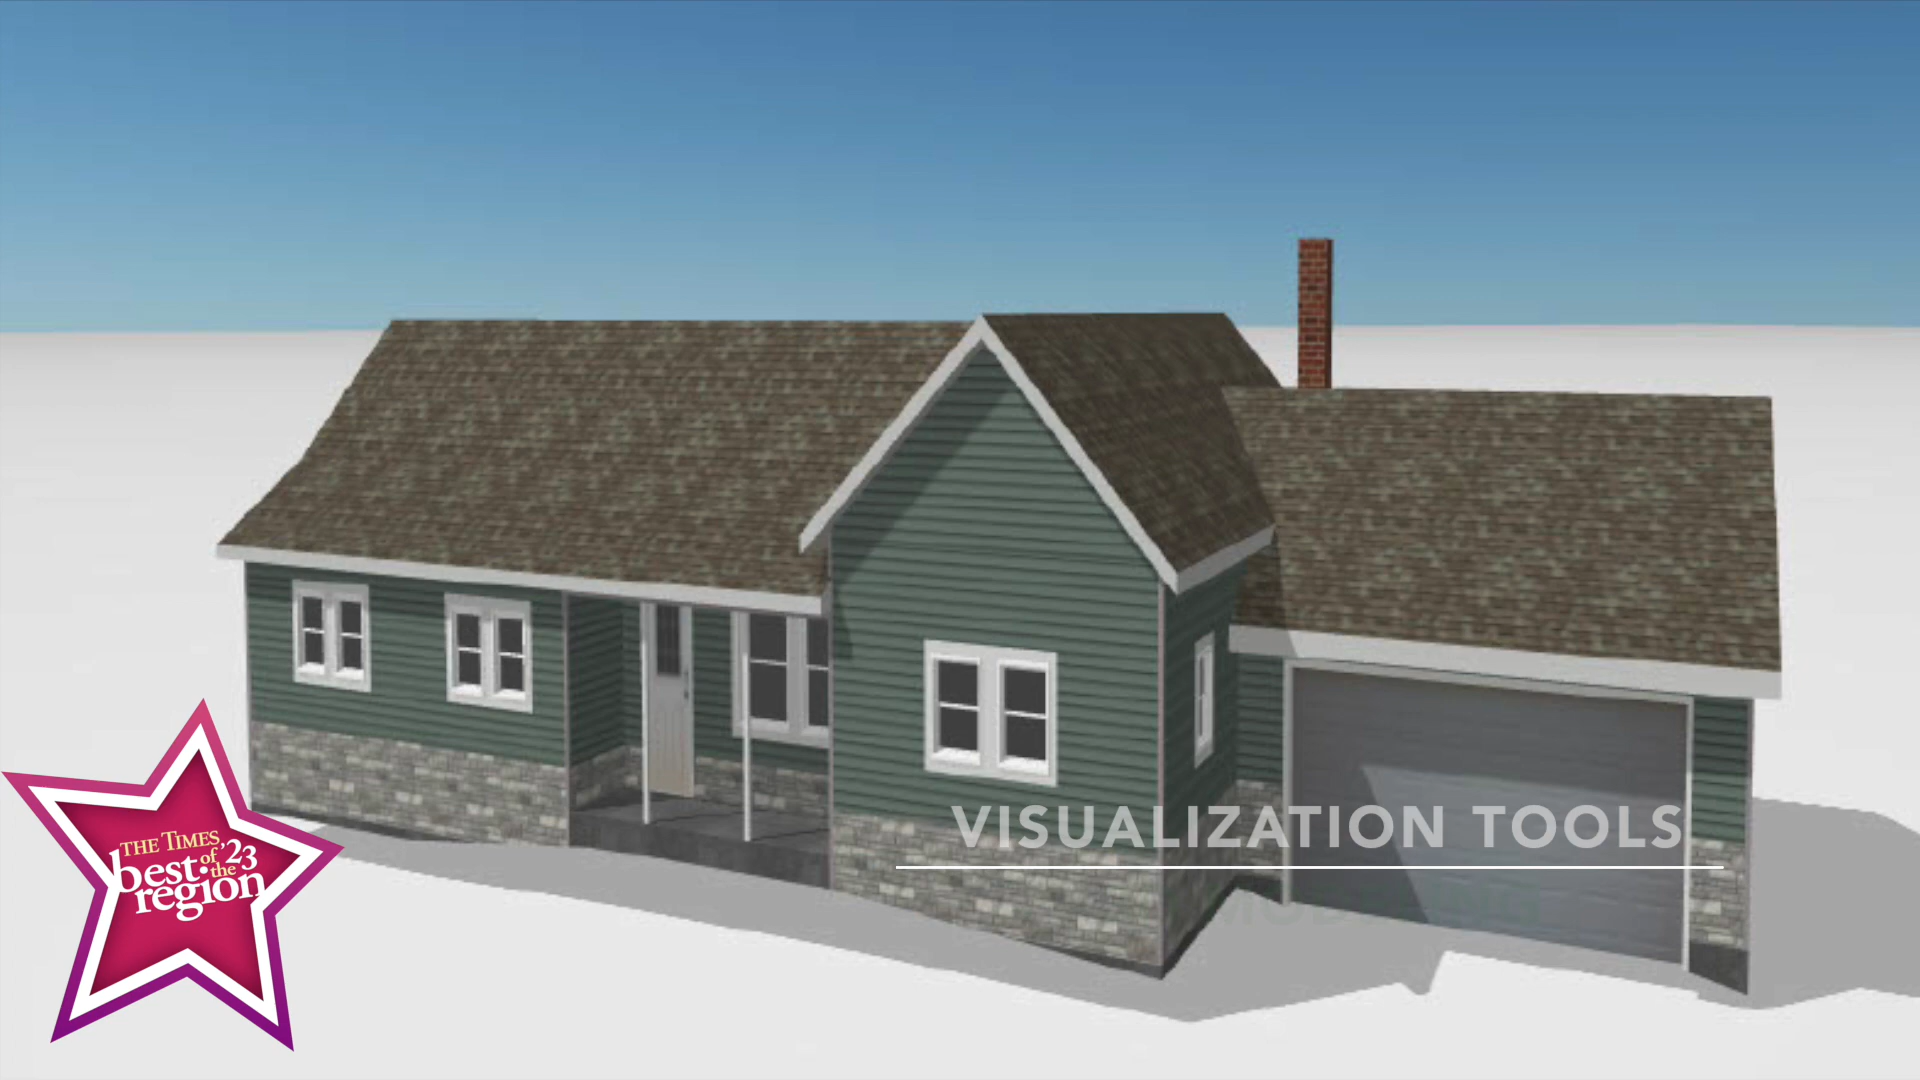 VISUALIZATION TOOLS
THE TIMES
best of the '23
region